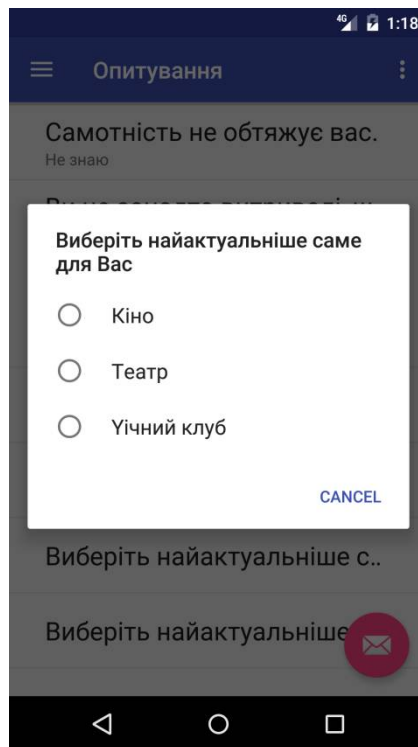 4G 1:18
Опитування
Самотність не обтяжує вас.
Не знаю
Виберіть найактуальніше саме
для Вас
Кіно
Театр
Үічний клуб
CANCEL
Виберіть найактуальніше с..
Виберіть найактуальніше